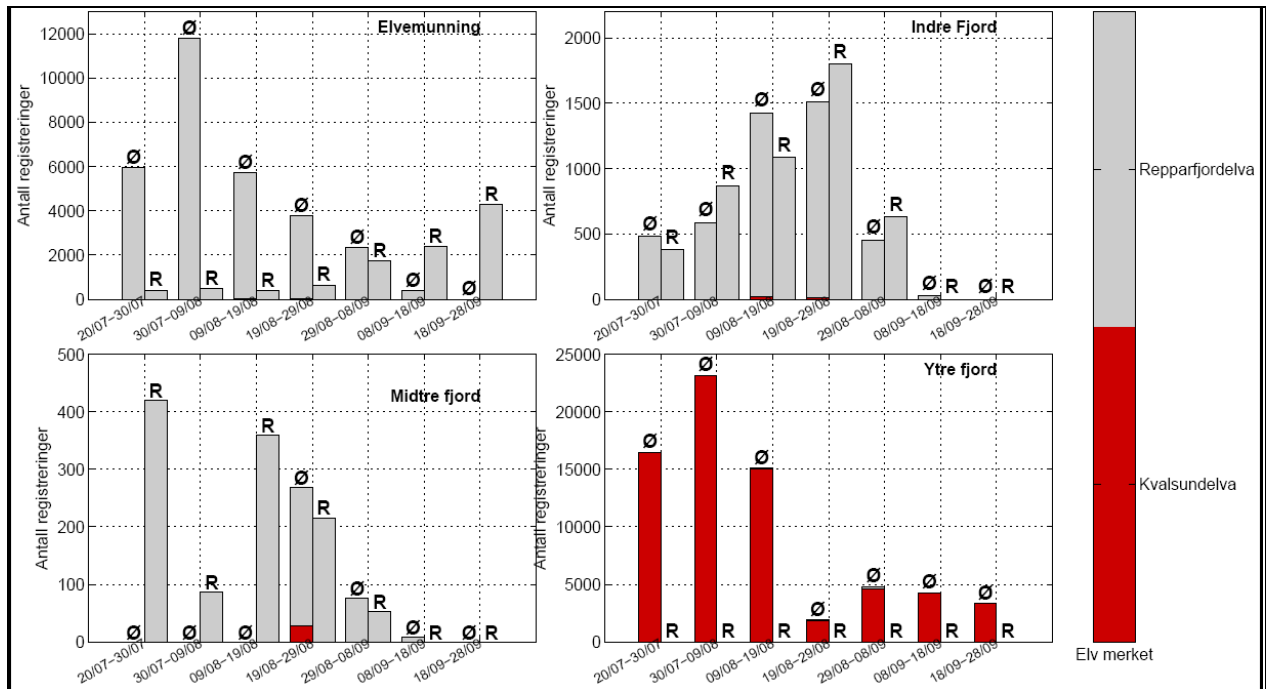 Elvemunning
Antall registreringer
12000
10000
8000
6000
4000
2000
0
Ø Ø Ø Ø Ø Ø Ø
R R R R R R R
20/07−30/07 30/07−09/08 09/08−19/08 19/08−29/08 29/08−08/09 08/09−18/09 18/09−28/09
Indre Fjord
Antall registreringer
2000
1500
1000
500
0
Ø Ø Ø Ø Ø Ø Ø
R R R R R R R
20/07−30/07 30/07−09/08 09/08−19/08 19/08−29/08 29/08−08/09 08/09−18/09 18/09−28/09
Midtre fjord
Antall registreringer
500
400
300
200
100
0
Ø Ø Ø Ø Ø Ø Ø
R R R R R R R
20/07−30/07 30/07−09/08 09/08−19/08 19/08−29/08 29/08−08/09 08/09−18/09 18/09−28/09
Ytre fjord
Antall registreringer
25000
20000
15000
10000
5000
0
Ø Ø Ø Ø Ø Ø Ø
R R R R R R R
20/07−30/07 30/07−09/08 09/08−19/08 19/08−29/08 29/08−08/09 08/09−18/09 18/09−28/09
Repparfjordelva
Kvalsundelva
Elv merket